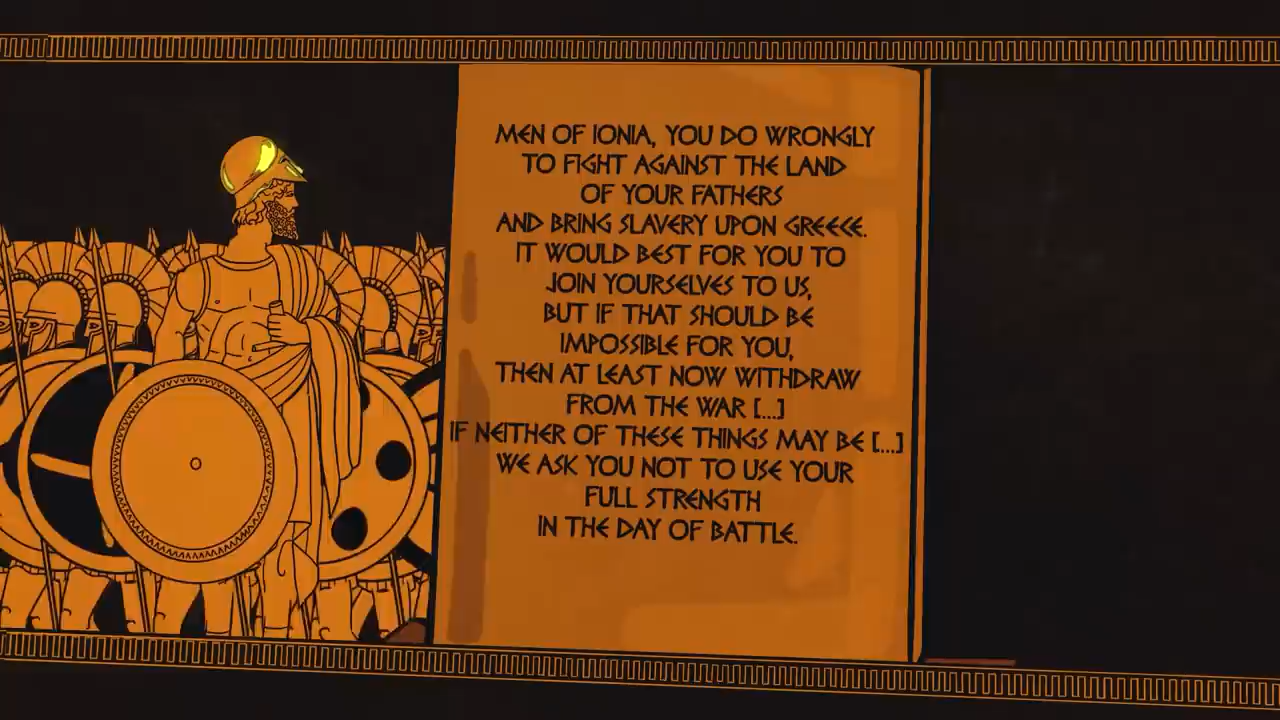 MEN OF IONIA, YOU DO WRONGLY
TO FIGHT AGAINST THE LAND
OF YOUR FATHERS
AND BRING SLAVERY UPON GREECE.
IT WOULD BEST FOR YOU TO
JOIN YOURSELVES TO US,
BUT IF THAT SHOULD BE
IMPOSSIBLE FOR YOU,
THEN AT LEAST NOW WITHDRAW
FROM THE WAR [...]
IF NEITHER OF THESE THINGS MAY BE [...]
WE ASK YOU NOT TO USE YOUR
FULL STRENGTH
IN THE DAY OF BATTLE.